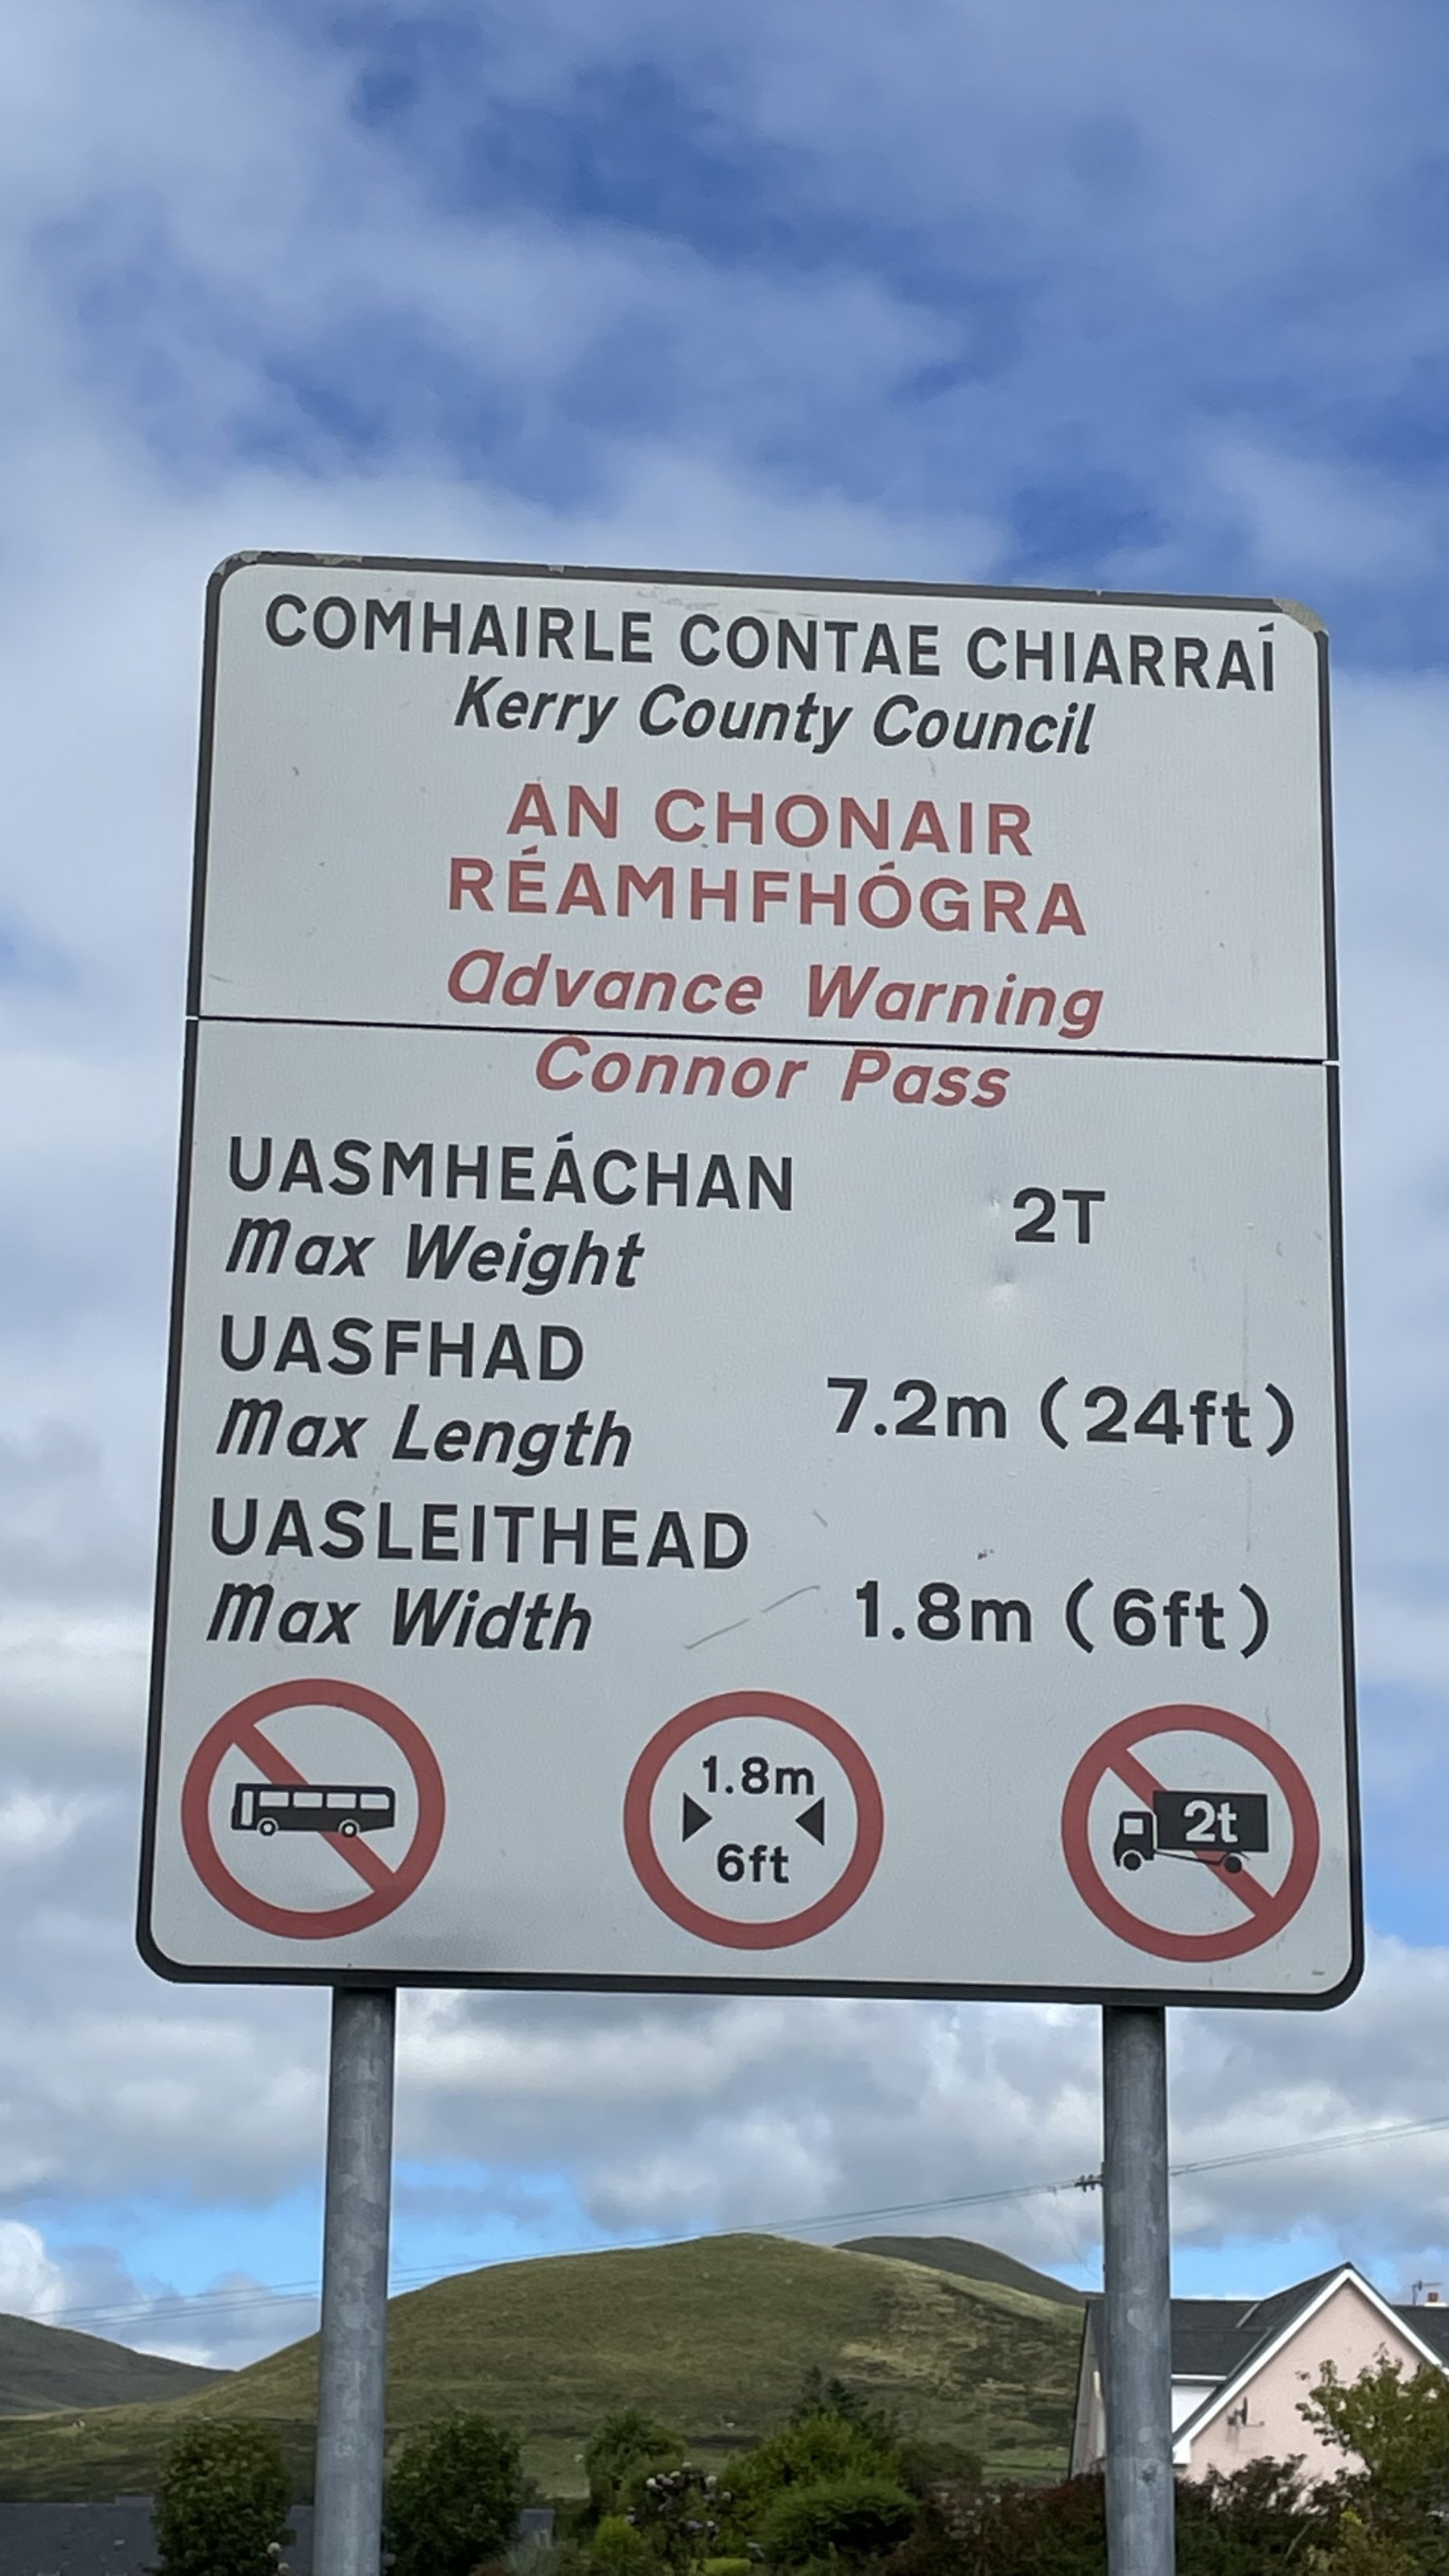 COMHAIRLE CONTAE CHIARRAÍ
Kerry County Council
AN CHONAIR
RÉAMHFHÓGRA
Advance Warning
Connor Pass
UASMHEÁCHAN
Max Weight
2T
UASFHAD
Max Length
7.2m (24ft)
UASLEITHEAD
Max Width
1.8m (6ft)
1.8m
6ft
2t